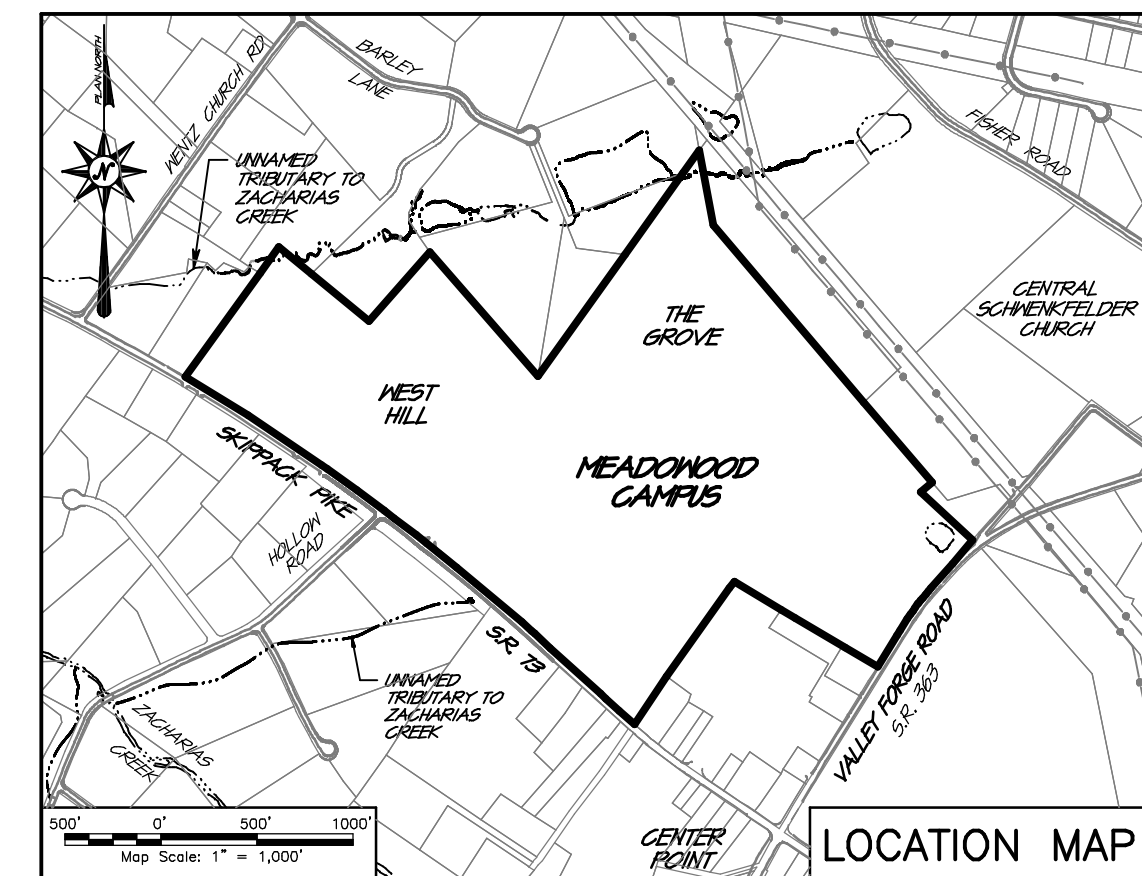 PLAN NORTH
N
WENTZ CHURCH RD
BARLEY
LANE
UNNAMED
TRIBUTARY TO
ZACHARIAS
CREEK
FISHER ROAD
CENTRAL
SCHWENKFELDER
CHURCH
THE
GROVE
WEST
HILL
MEADOWOOD
CAMPUS
SKIPPACK PIKE
HOLLOW
ROAD
S.R. 73
UNNAMED
TRIBUTARY TO
ZACHARIAS
CREEK
ZACHARIAS
CREEK
VALLEY FORGE ROAD
S.R. 363
CENTER
POINT
500' 0' 500' 1000'
Map Scale: 1" = 1,000'
LOCATION MAP